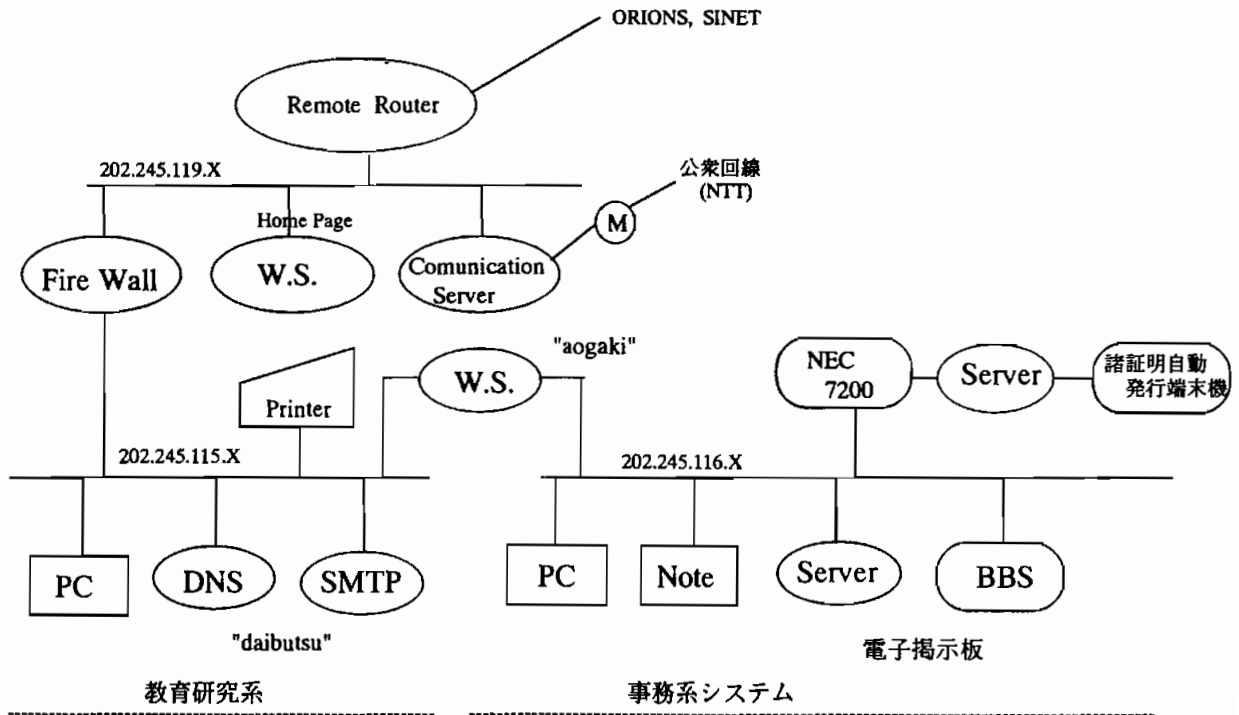 ORIONS, SINET
Remote Router
202.245.119.X
公衆回線
(NTT)
M
Home Page
Fire Wall
W.S.
Comunication
Server
"aogaki"
W.S.
NEC
7200
Server
諸証明自動
発行端末機
Printer
202.245.115.X
202.245.116.X
PC
DNS
SMTP
PC
Note
Server
BBS
"daibutsu"
電子掲示板
教育研究系
事務系システム